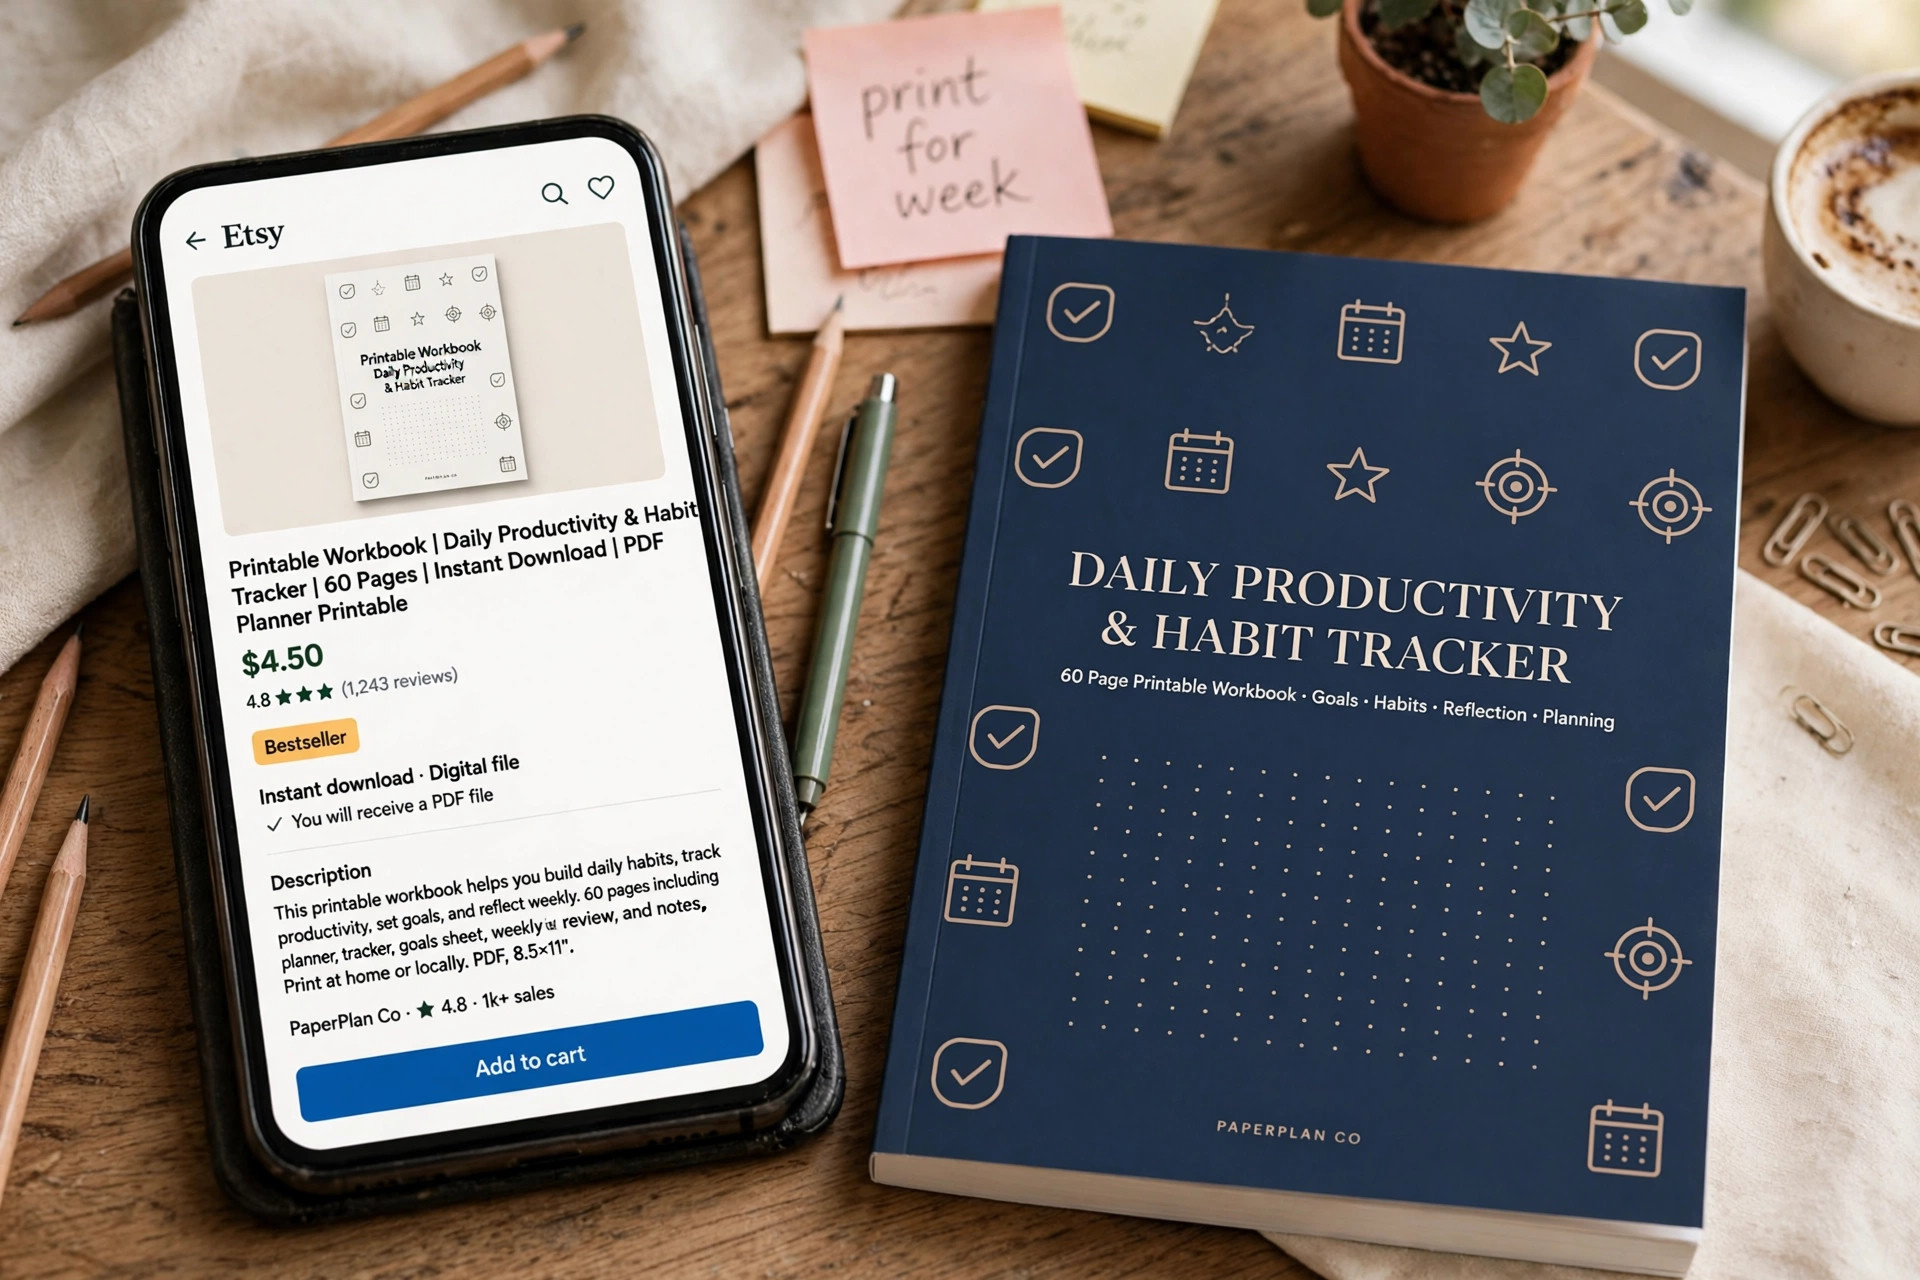 Etsy
Printable Workbook
Daily Productivity
& Habit Tracker
PAPERPLAN CO
Printable Workbook | Daily Productivity & Habit
Tracker | 60 Pages | Instant Download | PDF
Planner Printable
$4.50
4.8 ★★★ (1,243 reviews)
Bestseller
Instant download · Digital file
✓ You will receive a PDF file
Description
This printable workbook helps you build daily habits, track
productivity, set goals, and reflect weekly. 60 pages including
planner, tracker, goals sheet, weekly review, and notes,
Print at home or locally. PDF, 8.5×11".
PaperPlan Co · ★ 4.8 · 1k+ sales
Add to cart
print
for
week
DAILY PRODUCTIVITY
& HABIT TRACKER
60 Page Printable Workbook · Goals · Habits · Reflection · Planning
PAPERPLAN CO